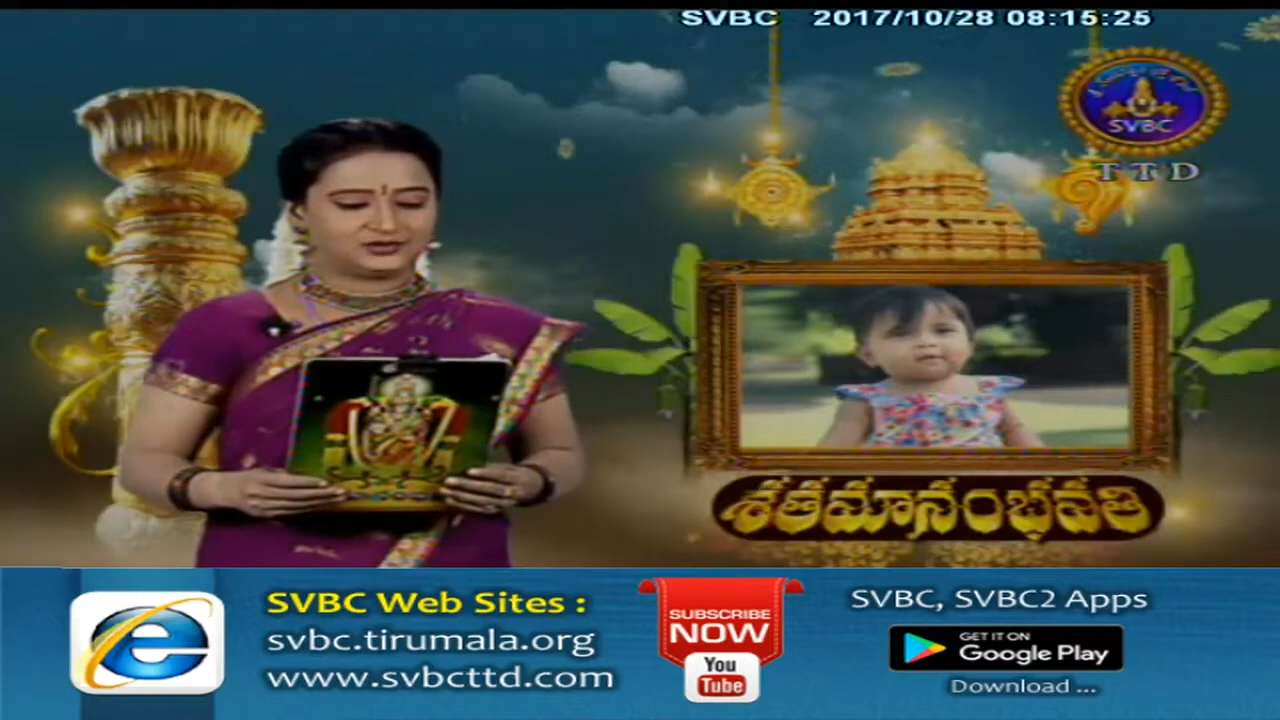 SVBC 2017/10/28 08:15:25
SVBC
TTD
శతమానంభవతి
SVBC Web Sites :
svbc.tirumala.org
www.svbcttd.com
SUBSCRIBE
NOW
You
Tube
SVBC, SVBC2 Apps
GET IT ON
Google Play
Download ...